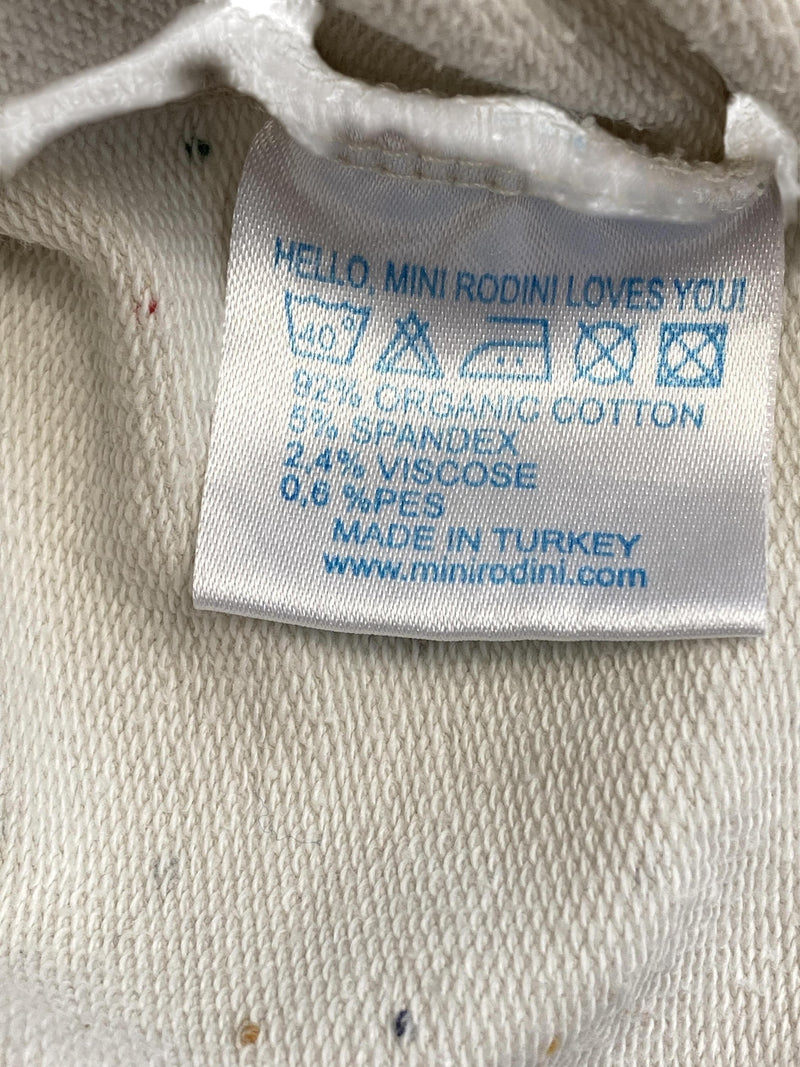 HELLO, MINI RODINI LOVES YOU!
40°
92% ORGANIC COTTON
5% SPANDEX
2,4% VISCOSE
0,6 %PES
MADE IN TURKEY
www.minirodini.com